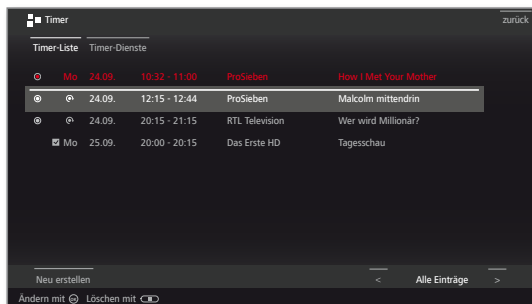 Timer zurück
Timer-Liste Timer-Dienste
Mo 24.09. 10:32 - 11:00 ProSieben How I Met Your Mother
24.09. 12:15 - 12:44 ProSieben Malcolm mittendrin
24.09. 20:15 - 21:15 RTL Television Wer wird Millionär?
Mo 25.09. 20:00 - 20:15 Das Erste HD Tagesschau
Neu erstellen < Alle Einträge >
Ändern mit OK Löschen mit